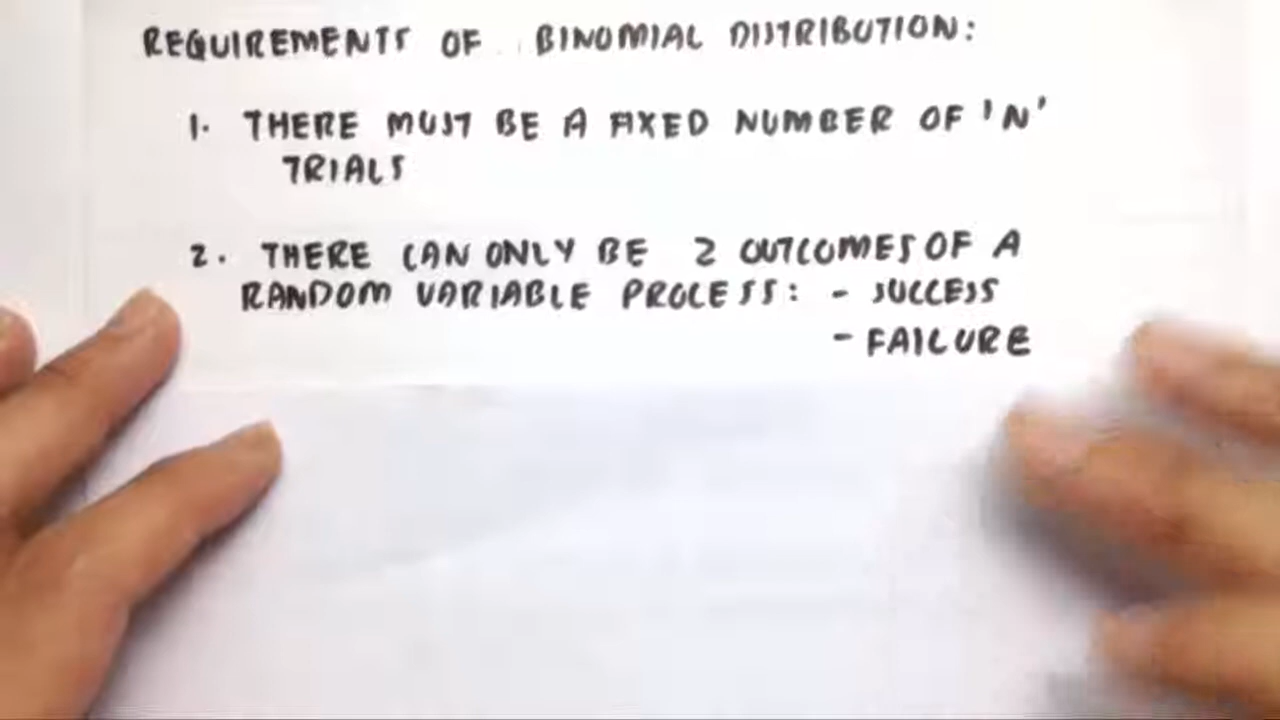 REQUIREMENTS OF BINOMIAL DISTRIBUTION:
1. THERE MUST BE A FIXED NUMBER OF 'N'
TRIALS
2. THERE CAN ONLY BE 2 OUTCOMES OF A
RANDOM VARIABLE PROCESS: - SUCCESS
- FAILURE